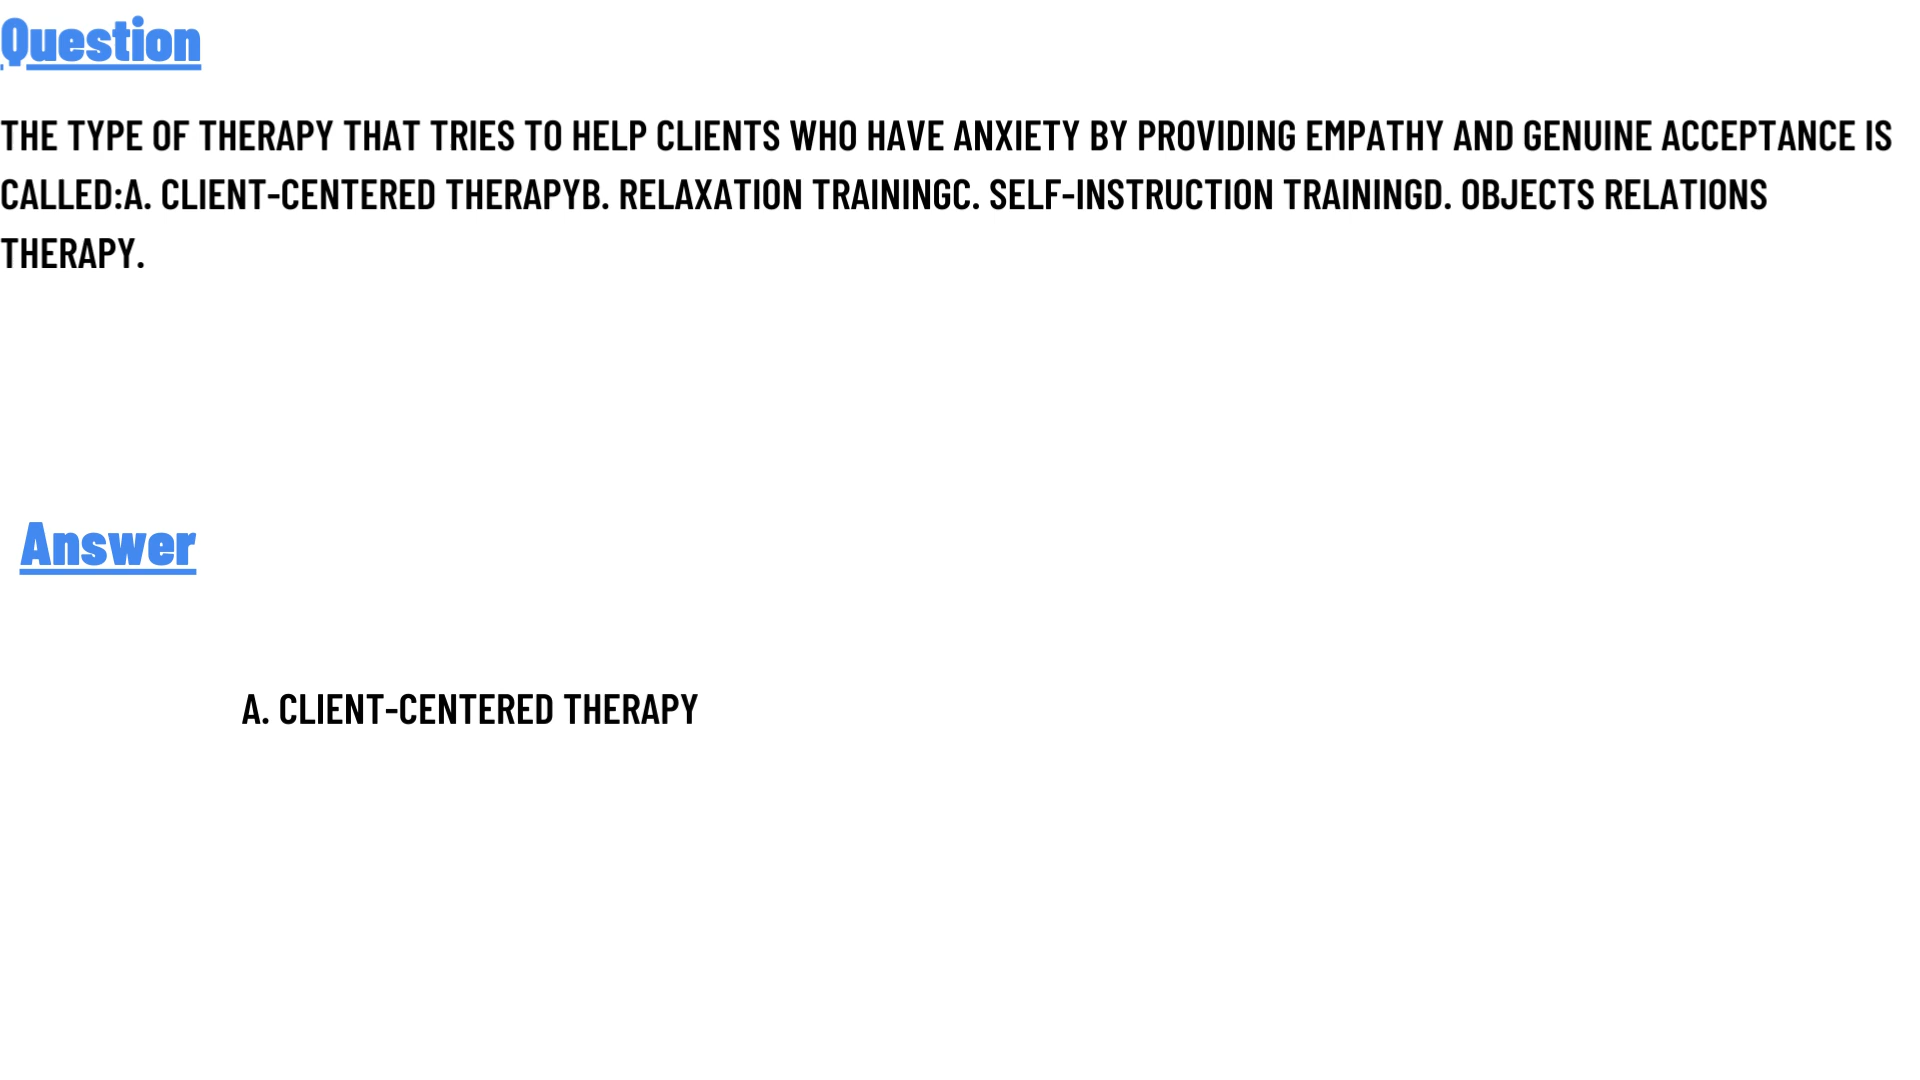 Question
THE TYPE OF THERAPY THAT TRIES TO HELP CLIENTS WHO HAVE ANXIETY BY PROVIDING EMPATHY AND GENUINE ACCEPTANCE IS
CALLED:A. CLIENT-CENTERED THERAPYB. RELAXATION TRAININGC. SELF-INSTRUCTION TRAININGD. OBJECTS RELATIONS
THERAPY.
Answer
A. CLIENT-CENTERED THERAPY